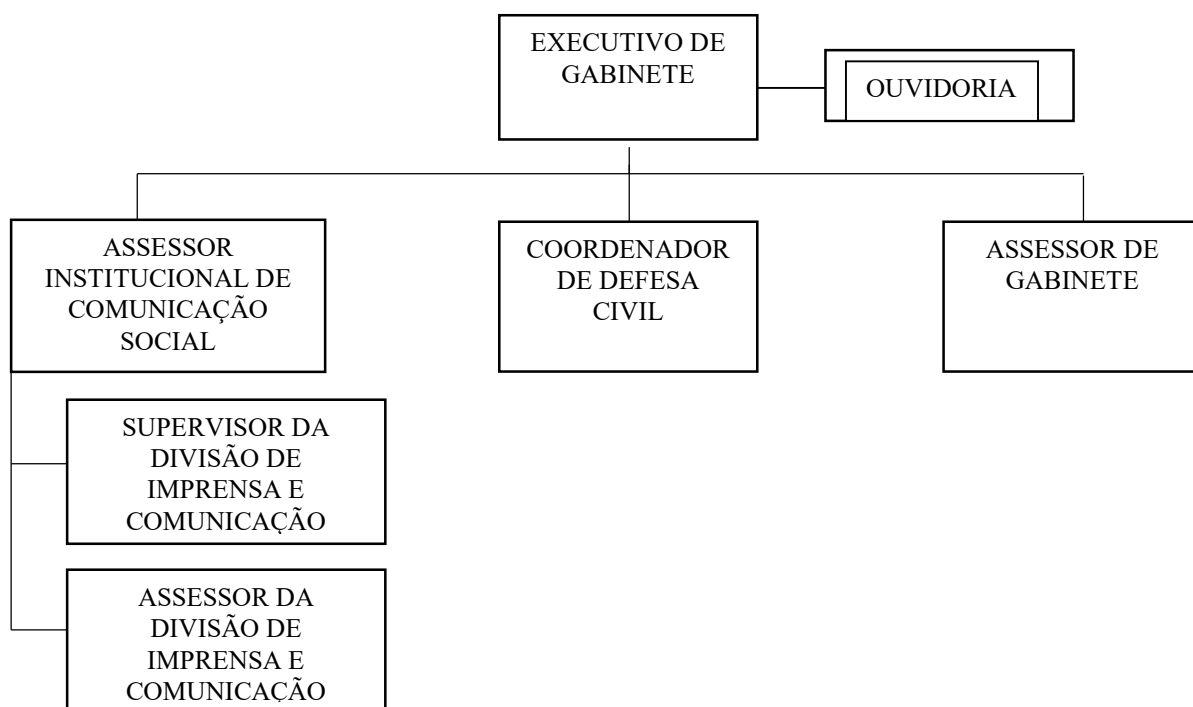 EXECUTIVO DE
GABINETE
OUVIDORIA
ASSESSOR
INSTITUCIONAL DE
COMUNICAÇÃO
SOCIAL
COORDENADOR
DE DEFESA
CIVIL
ASSESSOR DE
GABINETE
SUPERVISOR DA
DIVISÃO DE
IMPRENSA E
COMUNICAÇÃO
ASSESSOR DA
DIVISÃO DE
IMPRENSA E
COMUNICAÇÃO